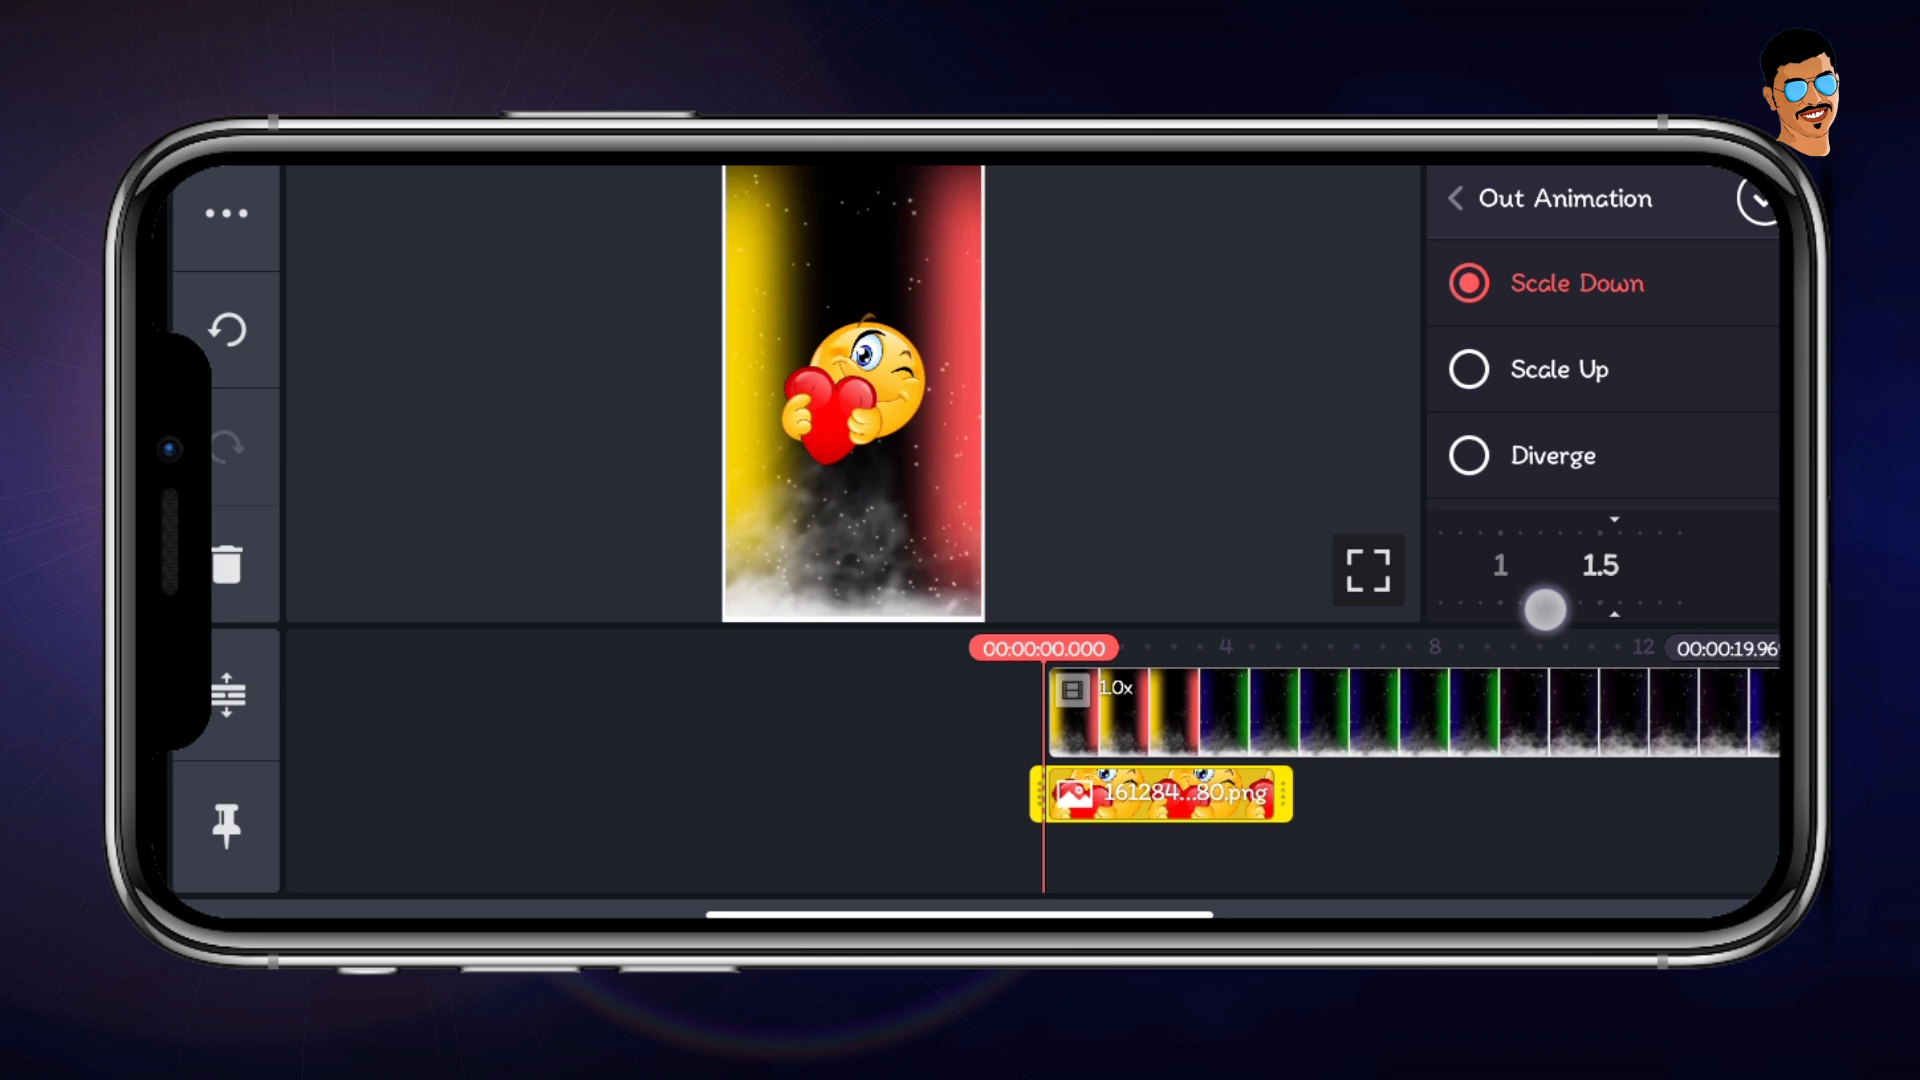 Out Animation
Scale Down
Scale Up
Diverge
1 1.5
00:00:00.000 4 8 12 00:00:19.96
1.0x
161284...80.png